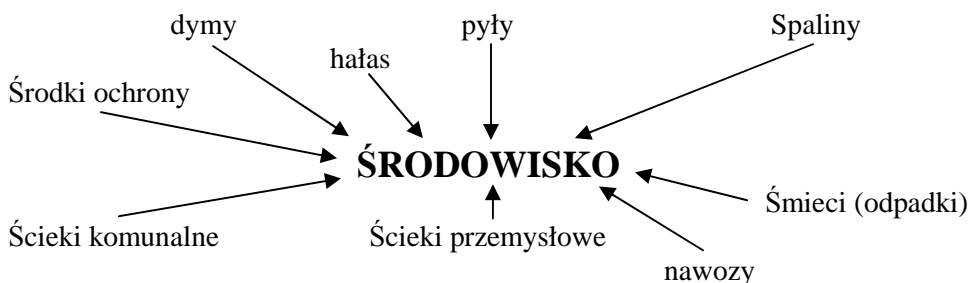 dymy
pyły
Spaliny
hałas
Środki ochrony
ŚRODOWISKO
Śmieci (odpadki)
Ścieki komunalne
Ścieki przemysłowe
nawozy